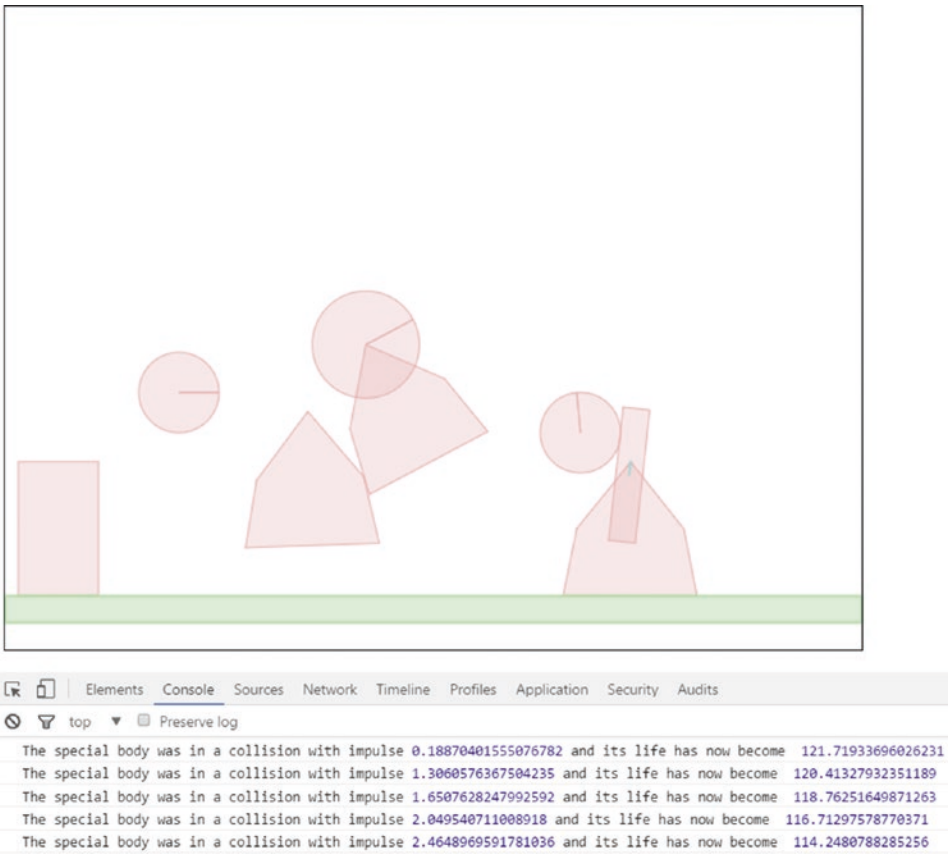 Elements Console Sources Network Timeline Profiles Application Security Audits
top Preserve log
The special body was in a collision with impulse 0.18870401555076782 and its life has now become 121.71933696026231
The special body was in a collision with impulse 1.3060576367504235 and its life has now become 120.41327932351189
The special body was in a collision with impulse 1.6507628247992592 and its life has now become 118.76251649871263
The special body was in a collision with impulse 2.049540711008918 and its life has now become 116.71297578770371
The special body was in a collision with impulse 2.4648969591781036 and its life has now become 114.2480788285256